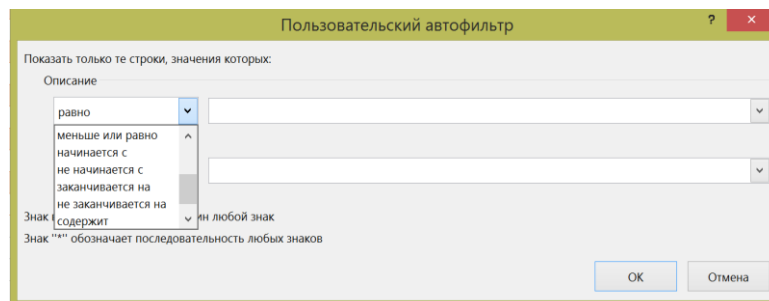 Пользовательский автофильтр
? ×
Показать только те строки, значения которых:
Описание
равно
меньше или равно
начинается с
не начинается с
заканчивается на
не заканчивается на
содержит
Знак ин любой знак
Знак "*" обозначает последовательность любых знаков
ОК Отмена